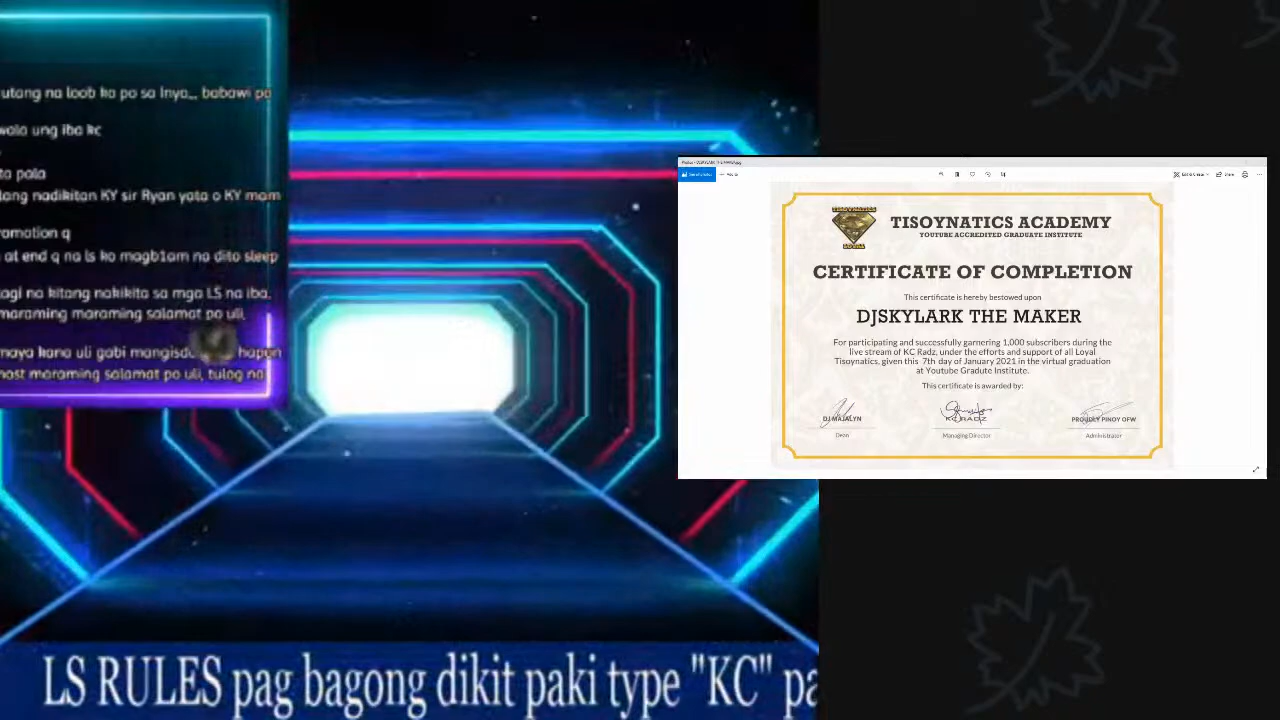 utang na loob ka po sa Inyo,,, babawi po
wala ung iba kc
ta pala
lang nadikitan KY sir Ryan yata o KY mam
ramation q
at end q na ls ko magb1am na dito sleep
lagi na kitang nakikita sa mga LS na iba.
maraming maraming salamat po uli,
maya kana uli gabi hapon
host maraming salamat po uli, tulog na
TISOYNATICS ACADEMY
YOUTUBE ACCREDITED GRADUATE INSTITUTE
CERTIFICATE OF COMPLETION
This certificate is hereby bestowed upon
DJSKYLARK THE MAKER
For participating and successfully garnering 1,000 subscribers during the
live stream of KC Radz, under the efforts and support of all Loyal
Tisoynatics, given this 7th day of January 2021 in the virtual graduation
at Youtube Gradute Institute.
This certificate is awarded by:
DJ MAJALYN
Dean
Managing Director
PROUDLY PINOY OFW
Administrator
LS RULES pag bagong dikit paki type "KC" pa